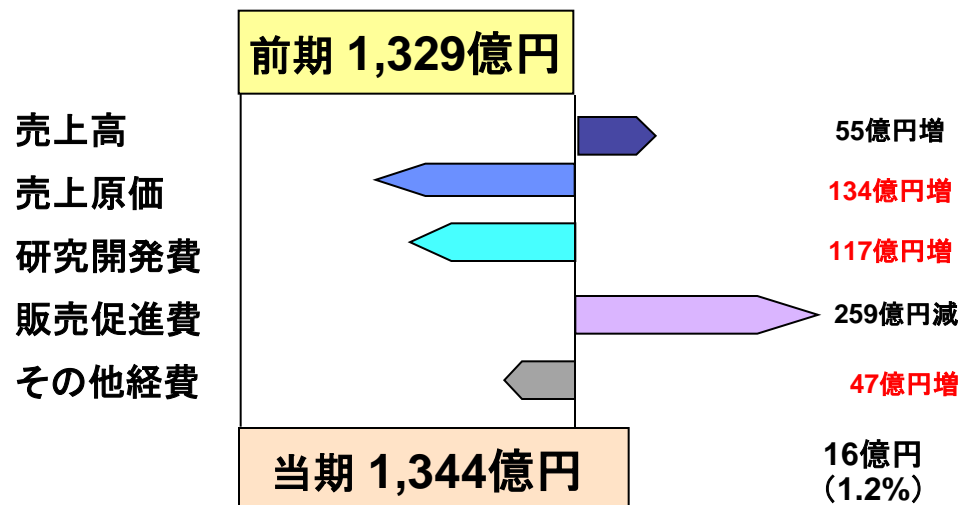 前期 1,329億円
売上高 55億円増
売上原価 134億円増
研究開発費 117億円増
販売促進費 259億円減
その他経費 47億円増
当期 1,344億円 16億円
（1.2%）